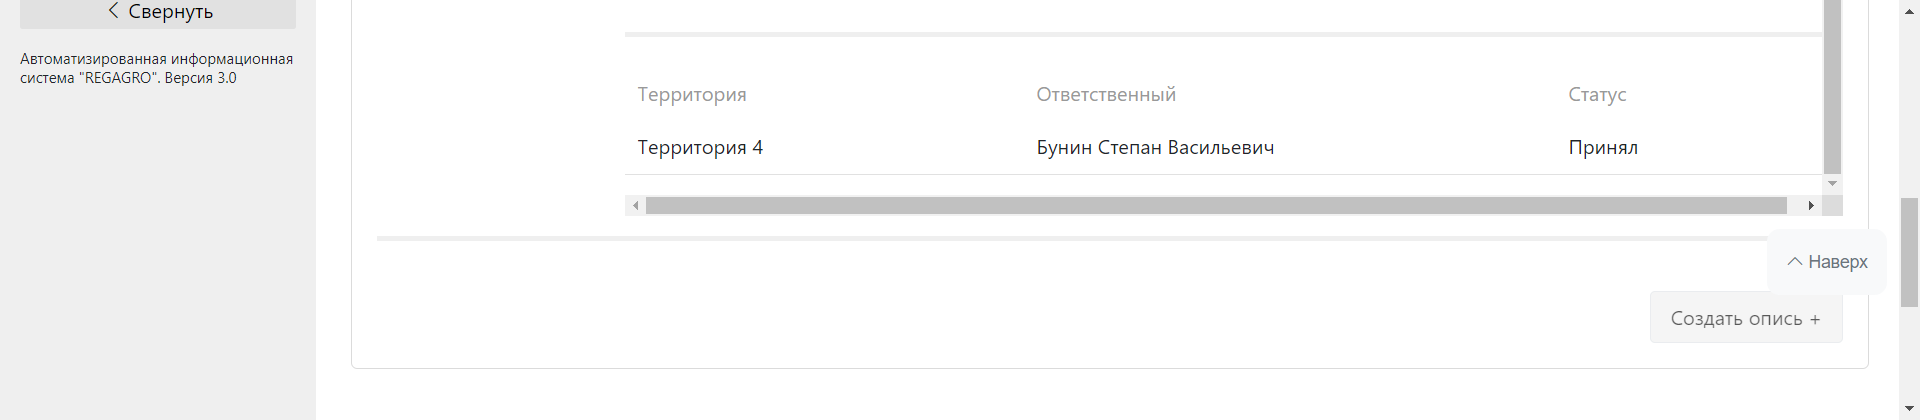 Свернуть
Автоматизированная информационная
система "REGAGRO". Версия 3.0
Территория Ответственный Статус
Территория 4 Бунин Степан Васильевич Принял
Наверх
Создать опись +